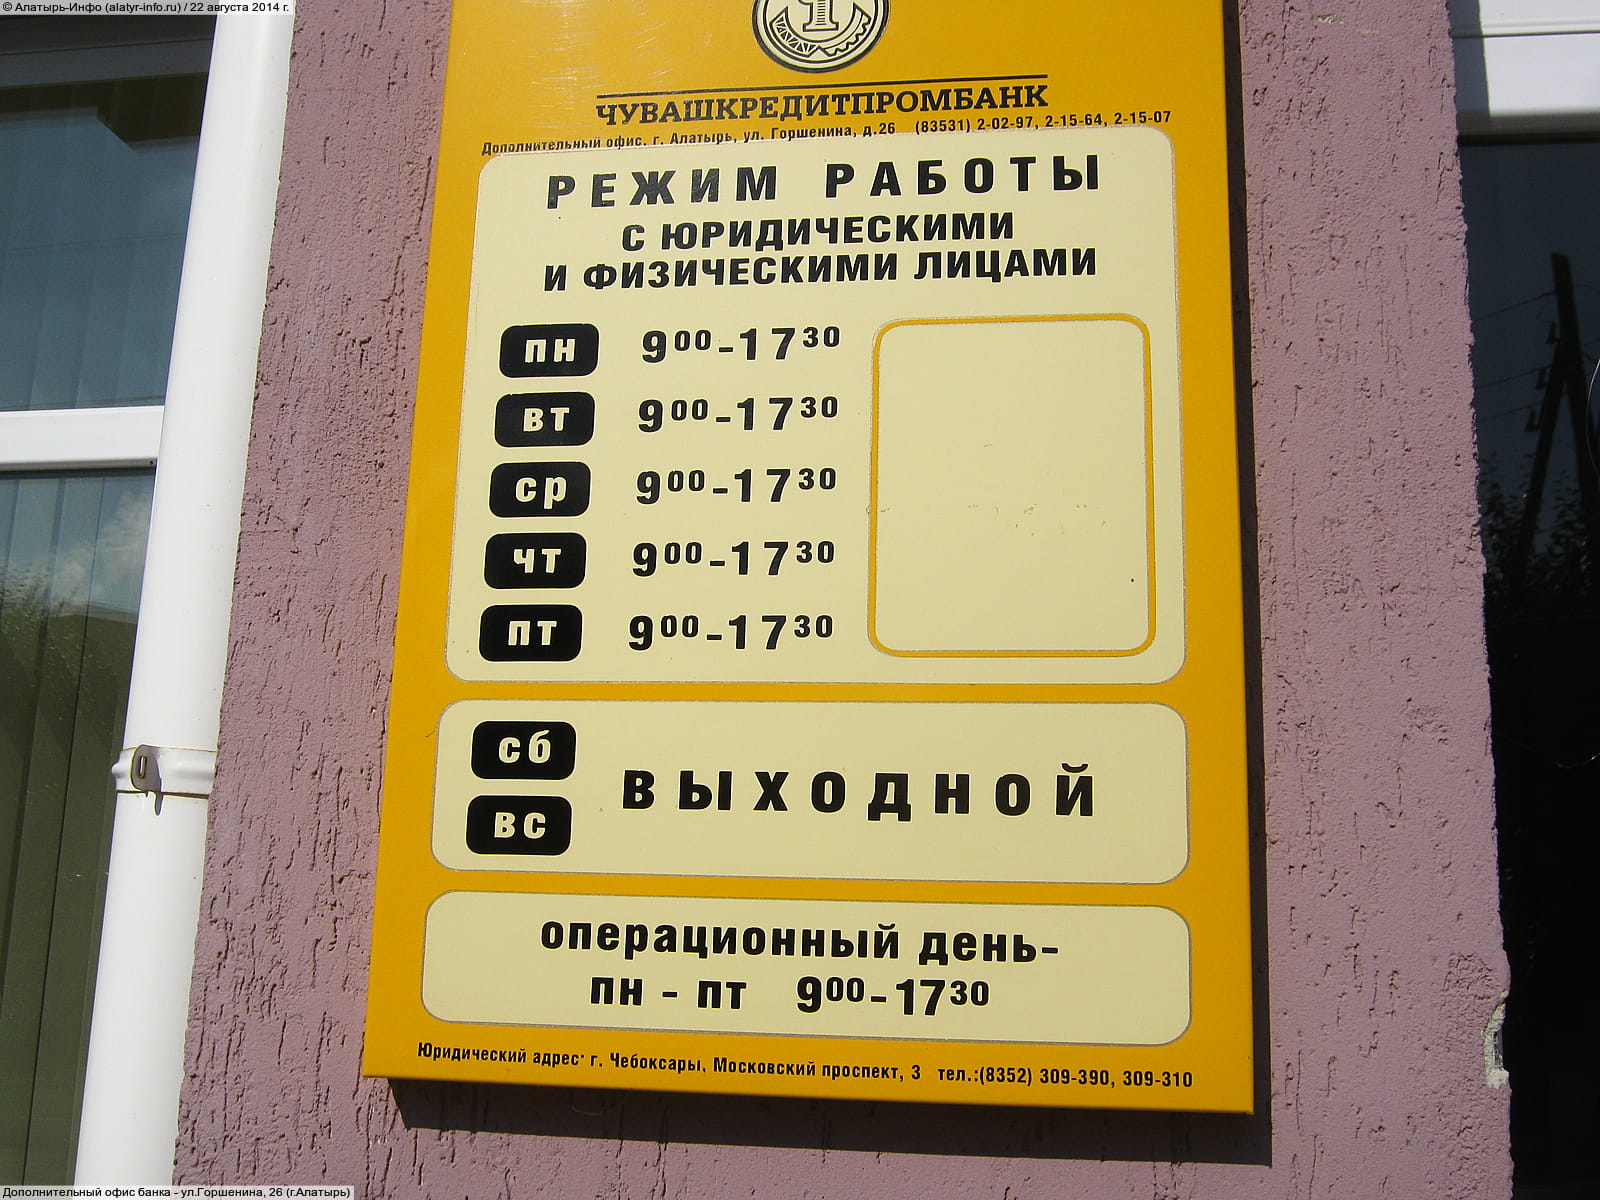 © Алатырь-Инфо (alatyr-info.ru) / 22 августа 2014 г.
1
ЧУВАШКРЕДИТПРОМБАНК
Дополнительный офис, г. Алатырь, ул. Горшенина, д.26 (83531) 2-02-97, 2-15-64, 2-15-07
РЕЖИМ РАБОТЫ
С ЮРИДИЧЕСКИМИ
И ФИЗИЧЕСКИМИ ЛИЦАМИ
пн 9⁰⁰-17³⁰
вт 9⁰⁰-17³⁰
ср 9⁰⁰-17³⁰
чт 9⁰⁰-17³⁰
пт 9⁰⁰-17³⁰
сб
выходной
вс
операционный день-
пн - пт 9⁰⁰-17³⁰
Юридический адрес: г. Чебоксары, Московский проспект, 3 тел.:(8352) 309-390, 309-310
Дополнительный офис банка - ул.Горшенина, 26 (г.Алатырь)